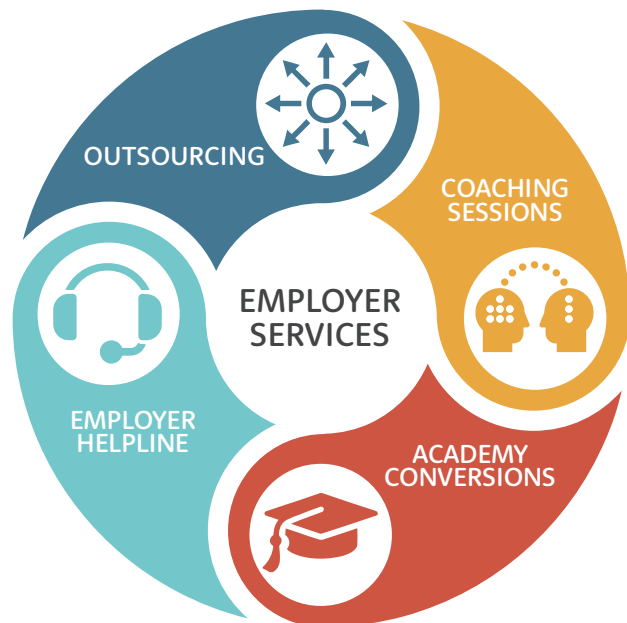 OUTSOURCING
COACHING
SESSIONS
EMPLOYER
SERVICES
EMPLOYER
HELPLINE
ACADEMY
CONVERSIONS